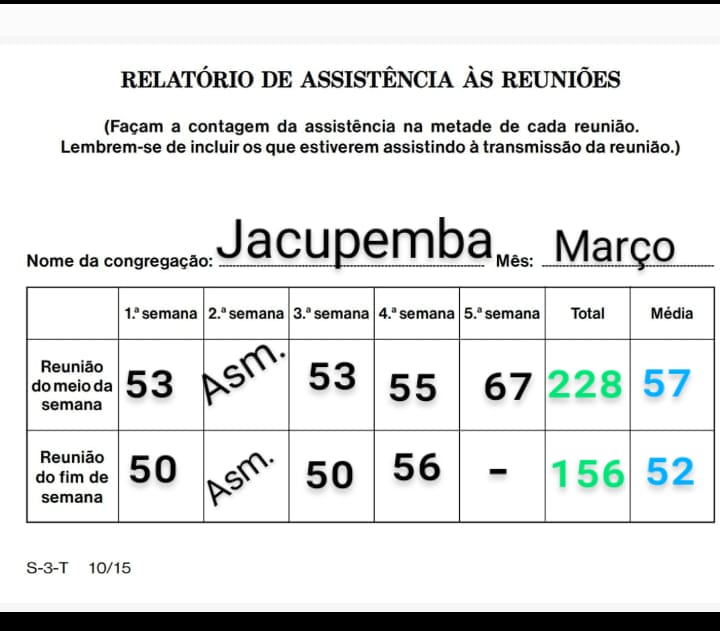 RELATÓRIO DE ASSISTÊNCIA ÀS REUNIÕES
(Façam a contagem da assistência na metade de cada reunião.
Lembrem-se de incluir os que estiverem assistindo à transmissão da reunião.)
Nome da congregação: Jacupemba Mês: Março
1.ª semana 2.ª semana 3.ª semana 4.ª semana 5.ª semana Total Média
Reunião
do meio da
semana
53 Asm. 53 55 67 228 57
Reunião
do fim de
semana
50 Asm. 50 56 - 156 52
S-3-T 10/15